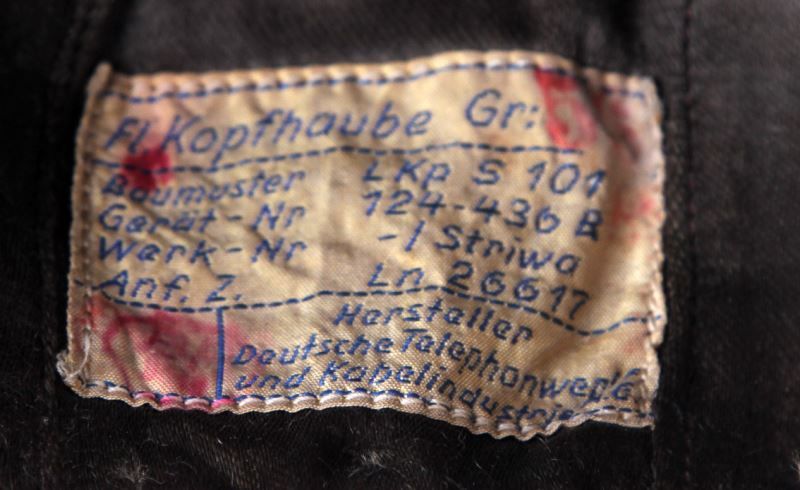 Fl Kopfhaube Gr:
Baumuster LKp S 101
Gerät-Nr 124-436 B
Werk-Nr -/ Striwa
Anf. Z. Ln 26617
Hersteller
Deutsche Telephonwerke
und Kabelindustrie